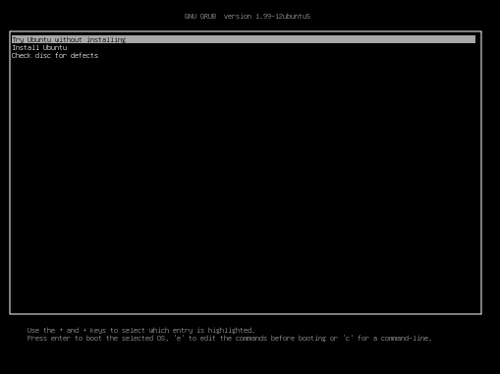 GNU GRUB  version 1.99-12ubuntu5
Try Ubuntu without installing
Install Ubuntu
Check disc for defects
Use the ↑ and ↓ keys to select which entry is highlighted.
Press enter to boot the selected OS, 'e' to edit the commands before booting or 'c' for a command-line.